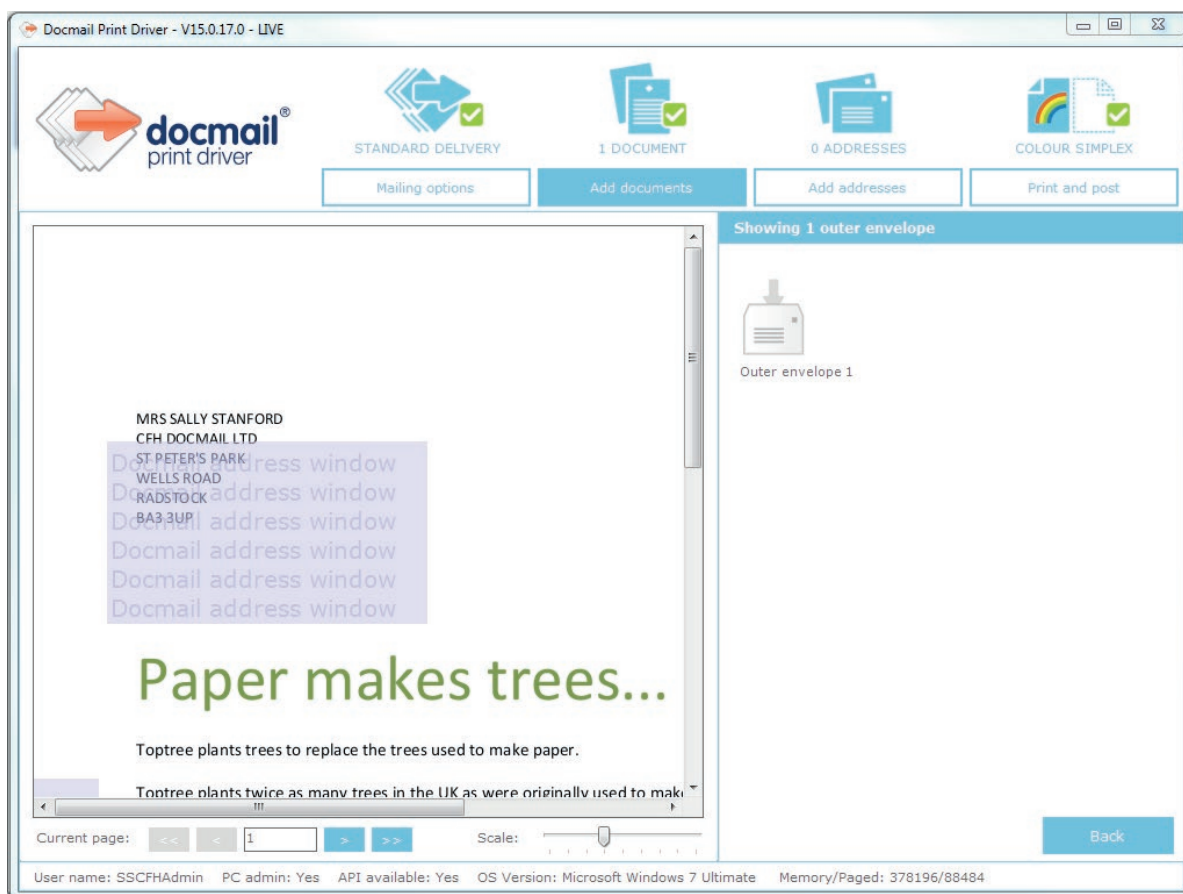 Docmail Print Driver - V15.0.17.0 - LIVE
docmail®
print driver
STANDARD DELIVERY
1 DOCUMENT
0 ADDRESSES
COLOUR SIMPLEX
Mailing options
Add documents
Add addresses
Print and post
MRS SALLY STANFORD
CFH DOCMAIL LTD
ST PETER'S PARK
WELLS ROAD
RADSTOCK
BA3 3UP
Docmail address window
Docmail address window
Docmail address window
Docmail address window
Docmail address window
Docmail address window
Paper makes trees...
Toptree plants trees to replace the trees used to make paper.
Toptree plants twice as many trees in the UK as were originally used to make
Showing 1 outer envelope
Outer envelope 1
Current page: << < 1 > >> Scale:
Back
User name: SSCFHAdmin PC admin: Yes API available: Yes OS Version: Microsoft Windows 7 Ultimate Memory/Paged: 378196/88484